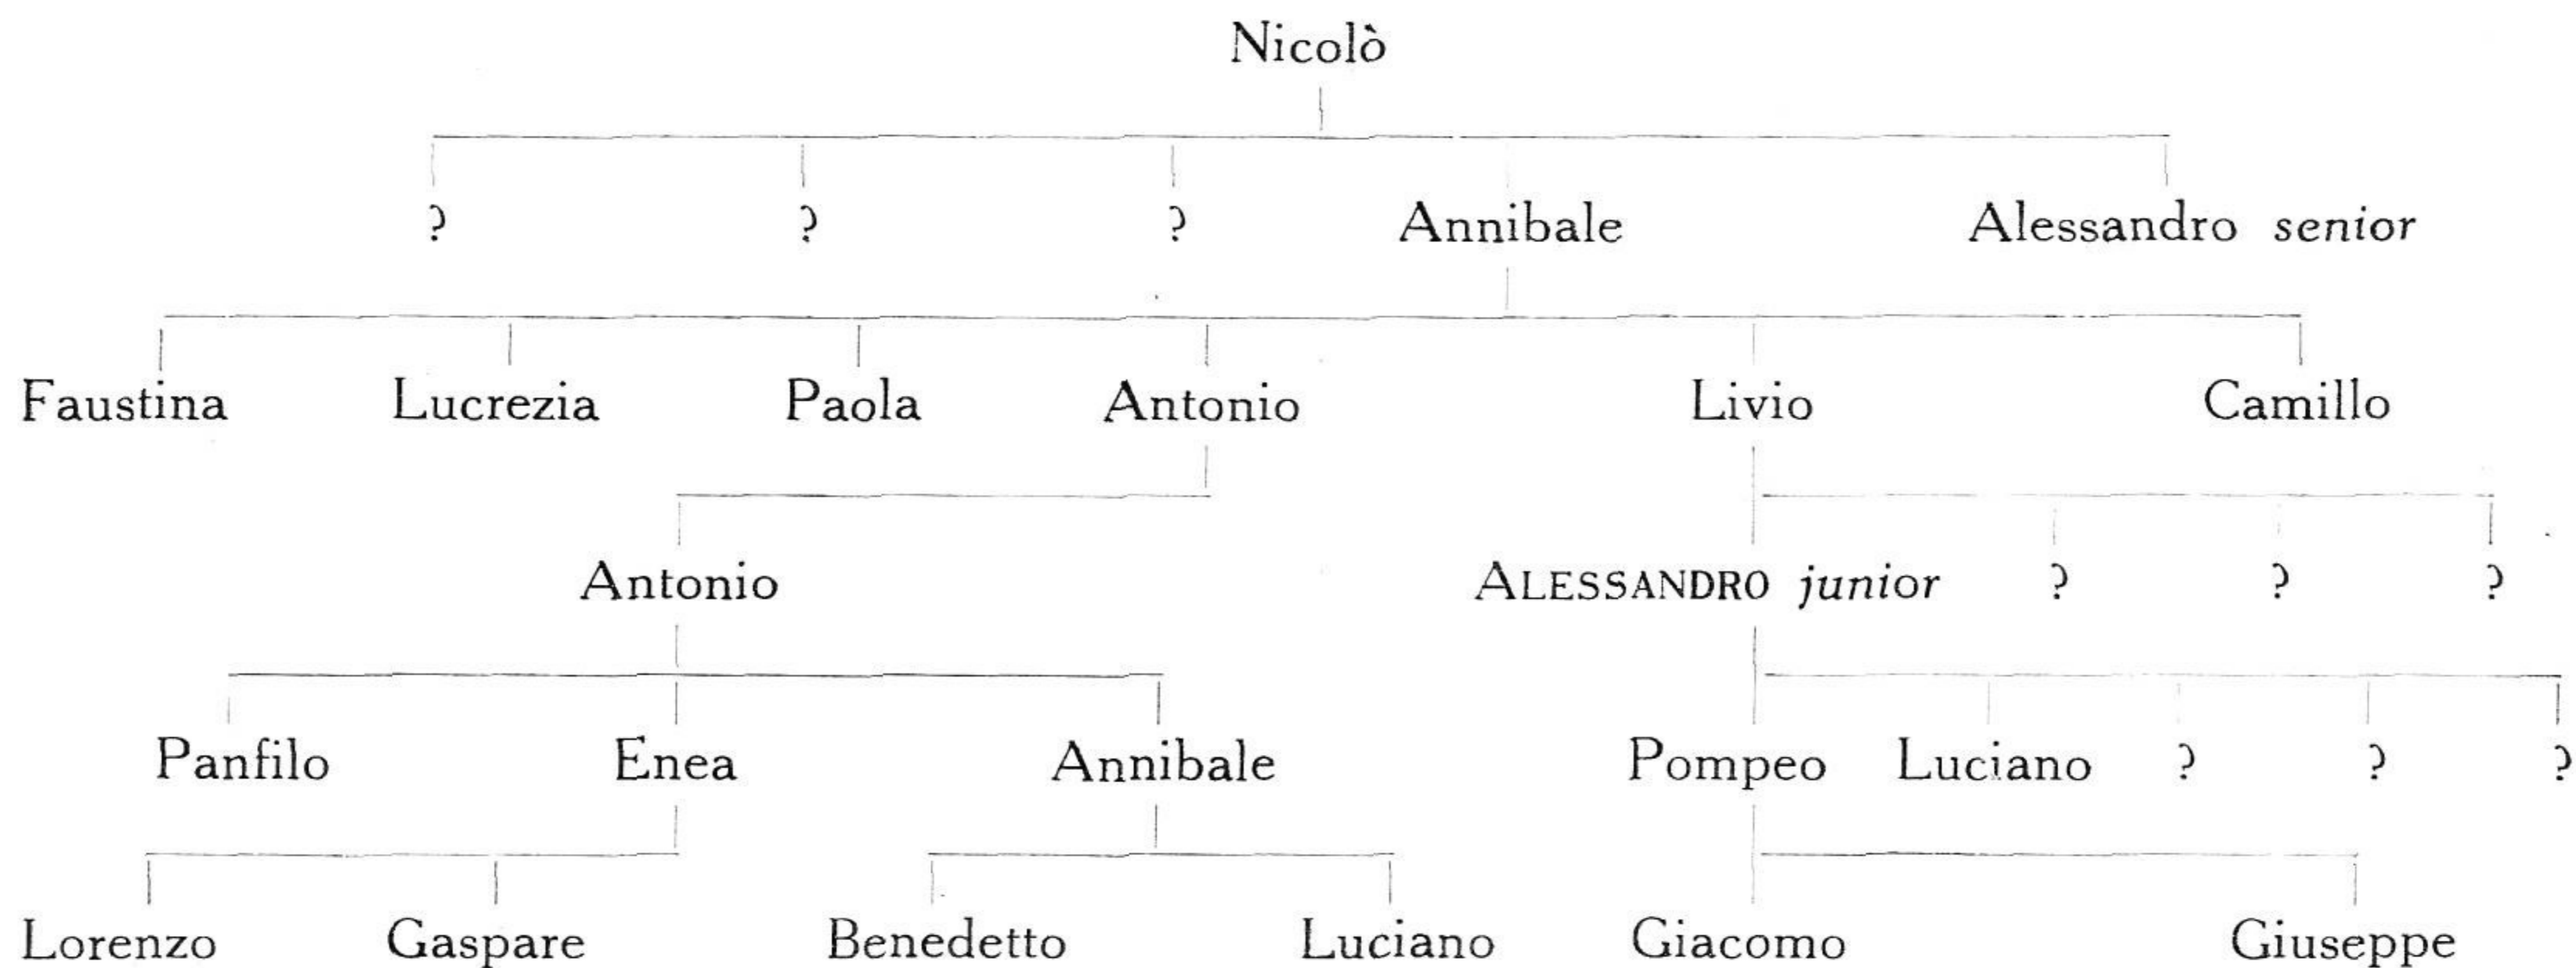 Nicolò
? ? ? Annibale Alessandro senior
Faustina Lucrezia Paola Antonio Livio Camillo
Antonio ALESSANDRO junior ? ? ?
Panfilo Enea Annibale Pompeo Luciano ? ? ?
Lorenzo Gaspare Benedetto Luciano Giacomo Giuseppe